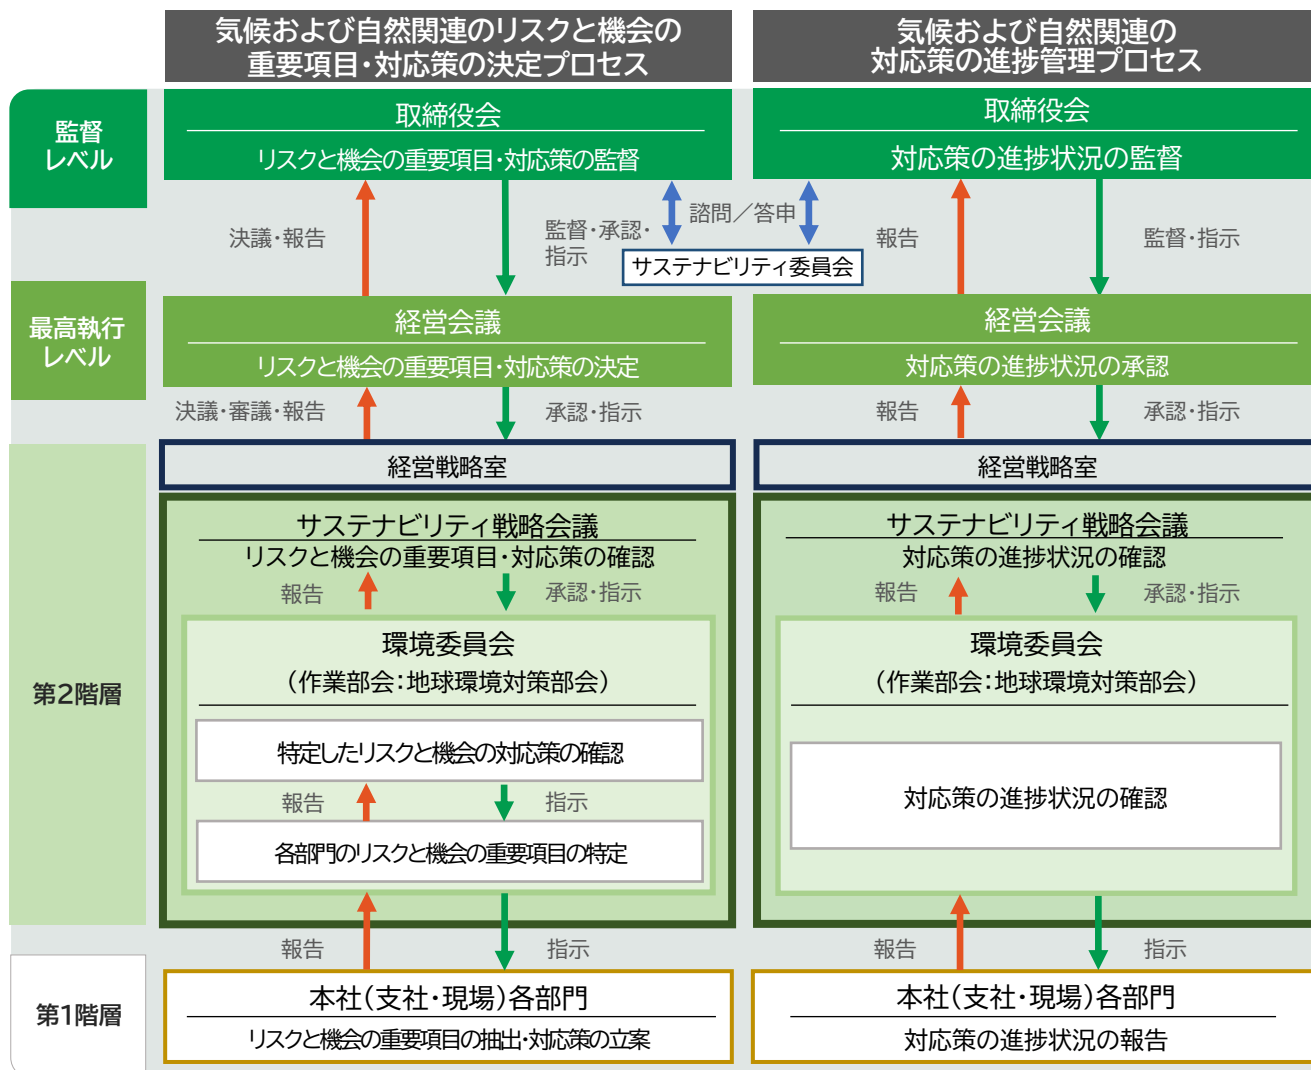 気候および自然関連のリスクと機会の
重要項目・対応策の決定プロセス
気候および自然関連の
対応策の進捗管理プロセス
監督
レベル
取締役会
リスクと機会の重要項目・対応策の監督
取締役会
対応策の進捗状況の監督
決議・報告
監督・承認・
指示
諮問／答申
サステナビリティ委員会
報告
監督・指示
最高執行
レベル
経営会議
リスクと機会の重要項目・対応策の決定
経営会議
対応策の進捗状況の承認
決議・審議・報告
承認・指示
報告
承認・指示
第2階層
経営戦略室
サステナビリティ戦略会議
リスクと機会の重要項目・対応策の確認
報告
承認・指示
環境委員会
（作業部会：地球環境対策部会）
特定したリスクと機会の対応策の確認
報告
指示
各部門のリスクと機会の重要項目の特定
報告
指示
経営戦略室
サステナビリティ戦略会議
対応策の進捗状況の確認
報告
承認・指示
環境委員会
（作業部会：地球環境対策部会）
対応策の進捗状況の確認
報告
指示
第1階層
本社（支社・現場）各部門
リスクと機会の重要項目の抽出・対応策の立案
本社（支社・現場）各部門
対応策の進捗状況の報告